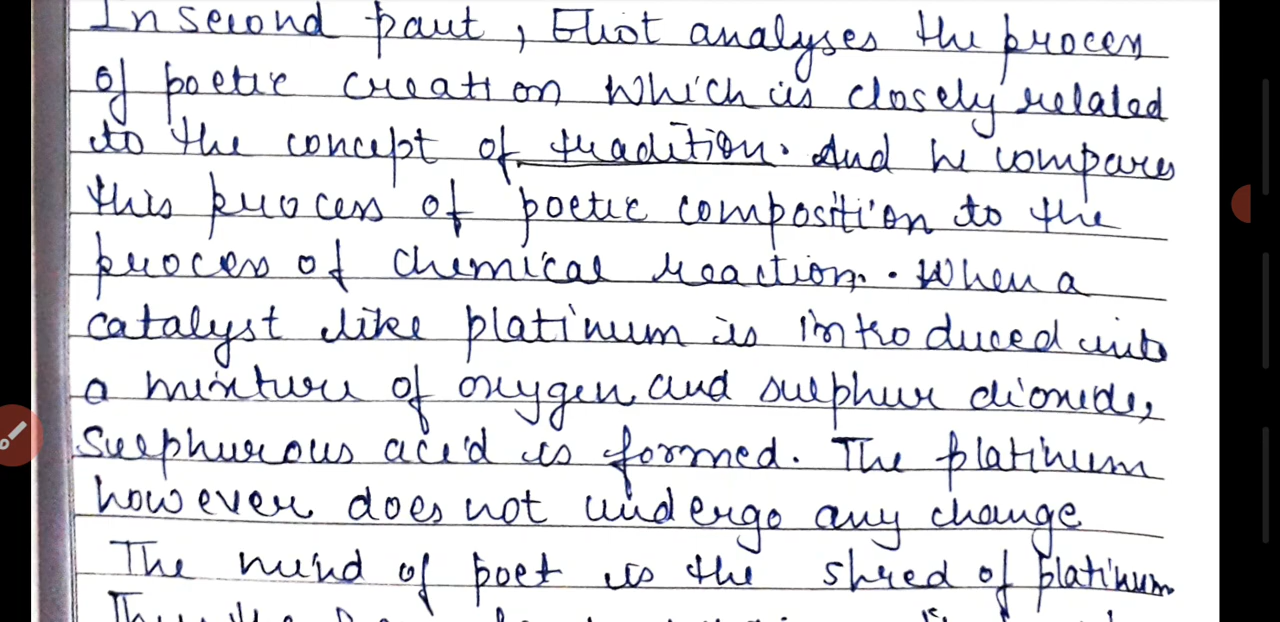 In second part, Eliot analyses the process
of poetic creation which is closely related
to the concept of tradition. And he compares
this process of poetic composition to the
process of chemical reaction. When a
catalyst like platinum is introduced into
a mixture of oxygen and sulphur dioxide,
sulphurous acid is formed. The platinum
however does not undergo any change
The mind of poet is the shred of platinum